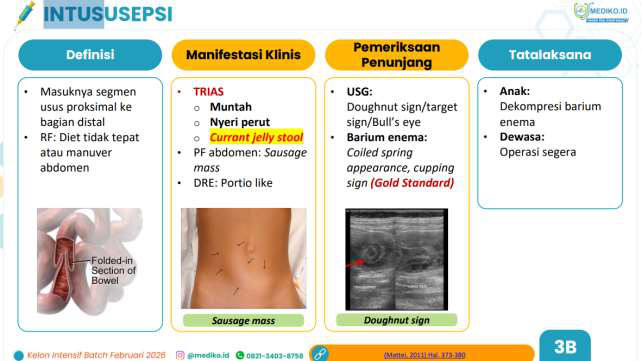 INTUSUSEPSI
MEDIKO.ID
Definisi
Masuknya segmen
usus proksimal ke
bagian distal
RF: Diet tidak tepat
atau manuver
abdomen
Folded-in
Section of
Bowel
Manifestasi Klinis
TRIAS
Muntah
Nyeri perut
Currant jelly stool
PF abdomen: Sausage
mass
DRE: Portio like
Sausage mass
Pemeriksaan
Penunjang
USG:
Doughnut sign/target
sign/Bull's eye
Barium enema:
Coiled spring
appearance, cupping
sign (Gold Standard)
Doughnut sign
Tatalaksana
Anak:
Dekompresi barium
enema
Dewasa:
Operasi segera
Kelon Intensif Batch Februari 2026
@mediko.id
0821-3403-8758
(Mattei, 2011) Hal. 373-380
3B